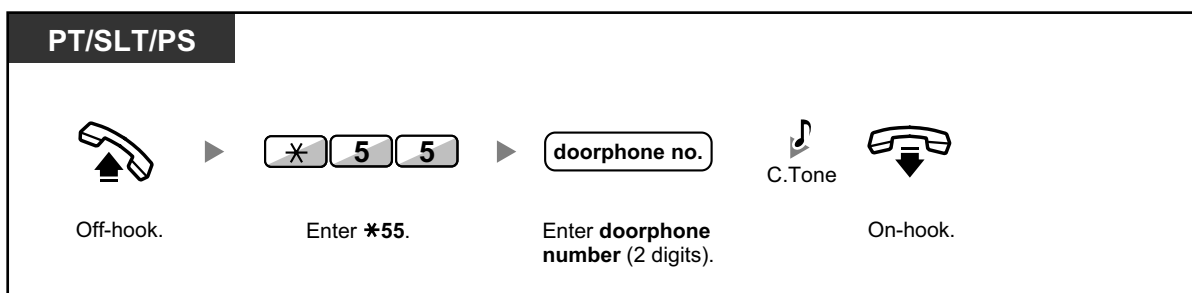 PT/SLT/PS
✳ 5 5
doorphone no.
C.Tone
Off-hook.
Enter ✳55.
Enter doorphone
number (2 digits).
On-hook.